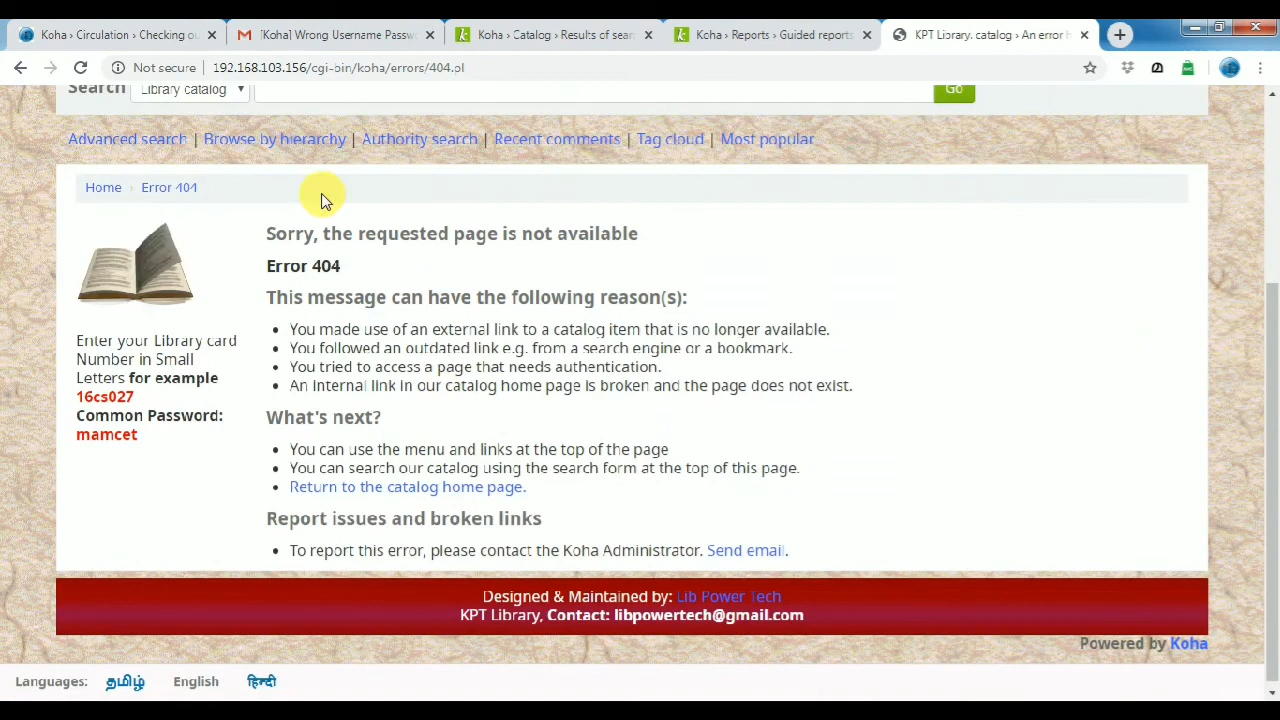 Koha › Circulation › Checking ou
[Koha] Wrong Username Passwo
Koha › Catalog › Results of sear
Koha › Reports › Guided reports
KPT Library. catalog › An error h
Not secure 192.168.103.156/cgi-bin/koha/errors/404.pl
Search Library catalog Go
Advanced search | Browse by hierarchy | Authority search | Recent comments | Tag cloud | Most popular
Home › Error 404
Sorry, the requested page is not available
Error 404
This message can have the following reason(s):
You made use of an external link to a catalog item that is no longer available.
You followed an outdated link e.g. from a search engine or a bookmark.
You tried to access a page that needs authentication.
An internal link in our catalog home page is broken and the page does not exist.
What's next?
You can use the menu and links at the top of the page
You can search our catalog using the search form at the top of this page.
Return to the catalog home page.
Report issues and broken links
To report this error, please contact the Koha Administrator. Send email.
Enter your Library card
Number in Small
Letters for example
16cs027
Common Password:
mamcet
Designed & Maintained by: Lib Power Tech
KPT Library, Contact: libpowertech@gmail.com
Powered by Koha
Languages: தமிழ் English हिन्दी